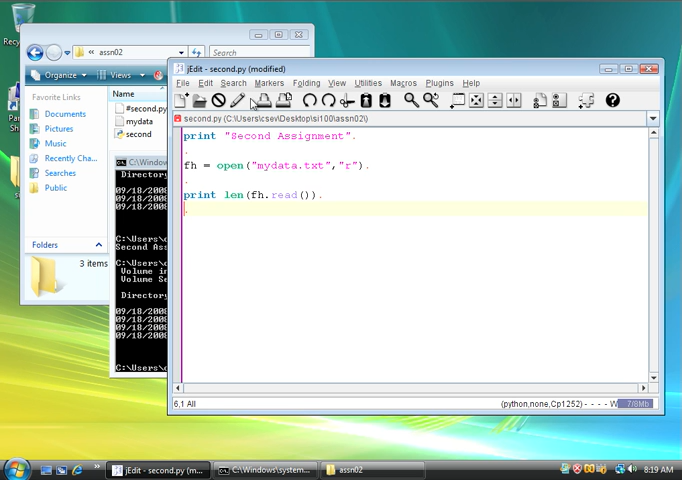 Recy
Pan
Sh
s
assn02
Search
Organize
Views
Favorite Links
Documents
Pictures
Music
Recently Cha...
Searches
Public
Folders
Name
#second.py
mydata
second
3 items
C:\Windows
Directory
09/18/2008
09/18/2008
09/18/2008
C:\Users\c
Second Ass
C:\Users\c
Volume in
Volume Se
Directory
09/18/2008
09/18/2008
09/18/2008
09/18/2008
C:\Users\c
jEdit - second.py (modified)
File Edit Search Markers Folding View Utilities Macros Plugins Help
second.py (C:\Users\csev\Desktop\si100\assn02\)
print "Second Assignment".
.
fh = open("mydata.txt","r").
.
print len(fh.read()).
.
6,1 All
(python,none,Cp1252) - - - - W 7/8Mb
jEdit - second.py (m...
C:\Windows\system...
assn02
8:19 AM